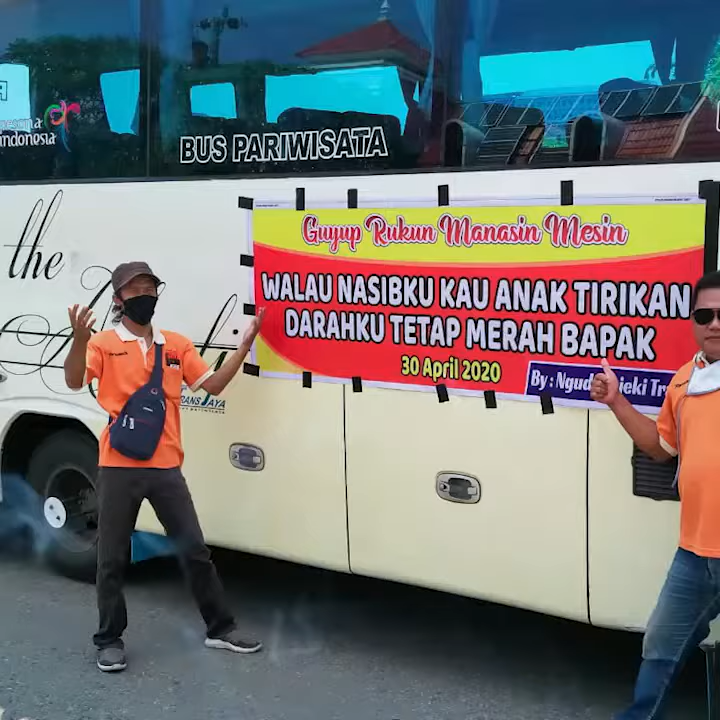 indonesia
BUS PARIWISATA
the
Guyup Rukun Manasin Mesin
WALAU NASIBKU KAU ANAK TIRIKAN
DARAHKU TETAP MERAH BAPAK
30 April 2020
By : Ngudi